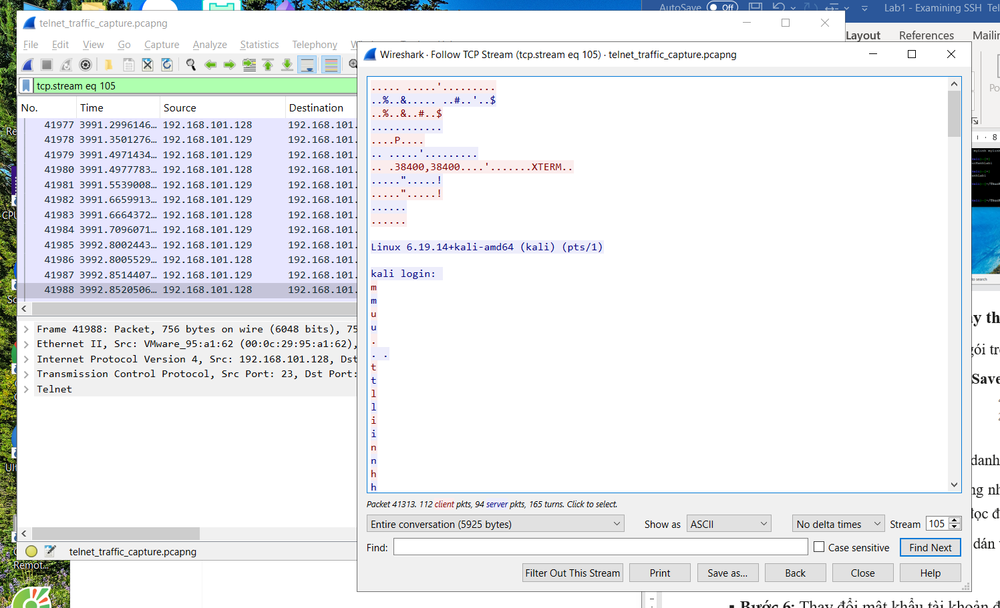 AutoSave Off Lab1 - Examining SSH Tel
telnet_traffic_capture.pcapng
File Edit View Go Capture Analyze Statistics Telephony
Layout References Mailin
Wireshark · Follow TCP Stream (tcp.stream eq 105) · telnet_traffic_capture.pcapng
tcp.stream eq 105
No. Time Source Destination
41977 3991.2996146… 192.168.101.128 192.168.101.
41978 3991.3501276… 192.168.101.129 192.168.101.
41979 3991.4971434… 192.168.101.129 192.168.101.
41980 3991.4977783… 192.168.101.128 192.168.101.
41981 3991.5539008… 192.168.101.129 192.168.101.
41982 3991.6659913… 192.168.101.129 192.168.101.
41983 3991.6664372… 192.168.101.128 192.168.101.
41984 3991.7096071… 192.168.101.129 192.168.101.
41985 3992.8002443… 192.168.101.129 192.168.101.
41986 3992.8005529… 192.168.101.128 192.168.101.
41987 3992.8514407… 192.168.101.129 192.168.101.
41988 3992.8520506… 192.168.101.128 192.168.101.
Frame 41988: Packet, 756 bytes on wire (6048 bits), 75
Ethernet II, Src: VMware_95:a1:62 (00:0c:29:95:a1:62),
Internet Protocol Version 4, Src: 192.168.101.128, Dst
Transmission Control Protocol, Src Port: 23, Dst Port:
Telnet
telnet_traffic_capture.pcapng
Remot...
..... .....'.........
..%..&..... ..#..'..$
..%..&..#..$
............
....P....
.. .....'.........
.. .38400,38400....'.......XTERM..
.....".....!
.....".....!
......
......
Linux 6.19.14+kali-amd64 (kali) (pts/1)
kali login:
m
m
u
u
.
. .
t
t
l
l
i
i
n
n
h
h
Packet 41313. 112 client pkts, 94 server pkts, 165 turns. Click to select.
Entire conversation (5925 bytes) Show as ASCII No delta times Stream 105
Find: Case sensitive Find Next
Filter Out This Stream Print Save as... Back Close Help
8
ay th
gói tr
Save
danh
ng nh
đọc đ
dán
▪ Bước 6: Thay đổi mật khẩu tài khoản đ